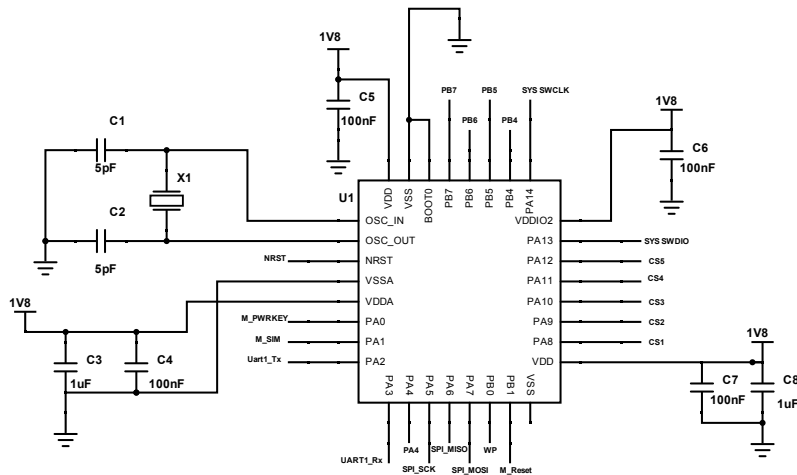 1V8
C5
100nF
PB7
PB6
PB5
PB4
SYS SWCLK
1V8
C6
100nF
C1
5pF
X1
C2
5pF
U1
VDD
VSS
BOOT0
PB7
PB6
PB5
PB4
PA14
OSC_IN
OSC_OUT
NRST
VSSA
VDDA
PA0
PA1
PA2
VDDIO2
PA13
PA12
PA11
PA10
PA9
PA8
VDD
NRST
M_PWRKEY
M_SIM
Uart1_Tx
SYS SWDIO
CS5
CS4
CS3
CS2
CS1
1V8
C3
1uF
C4
100nF
1V8
C7
100nF
C8
1uF
PA3
PA4
PA5
PA6
PA7
PB0
PB1
VSS
UART1_Rx
PA4
SPI_SCK
SPI_MISO
SPI_MOSI
WP
M_Reset